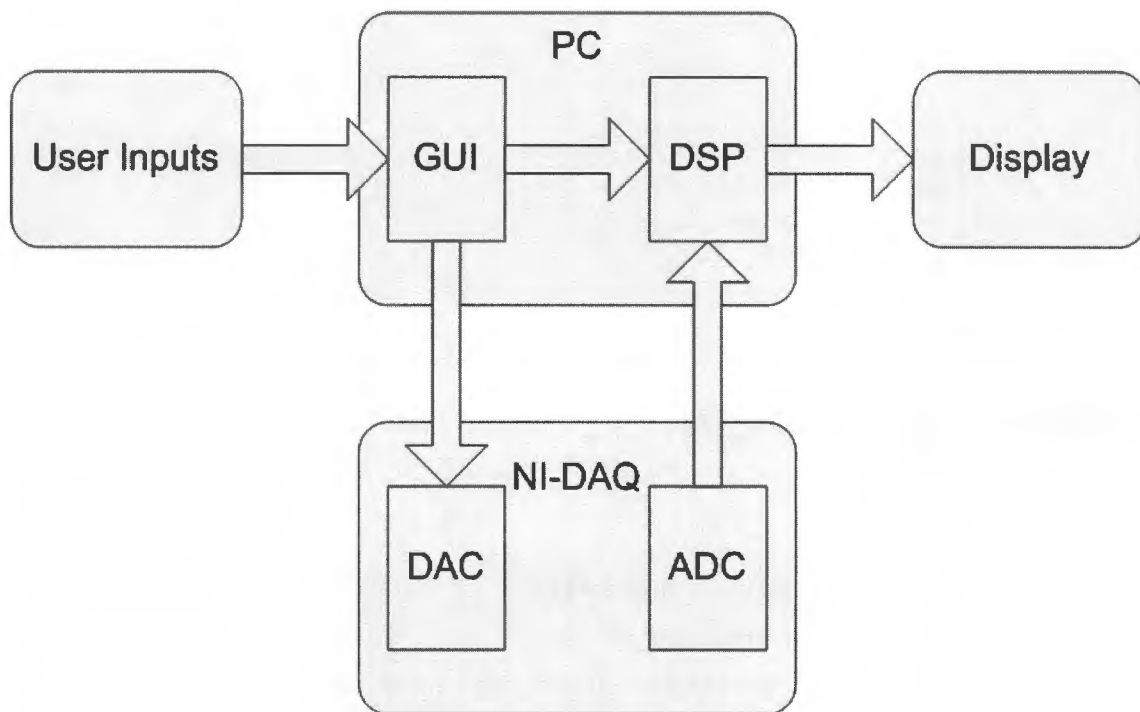 PC
User Inputs
GUI
DSP
Display
NI-DAQ
DAC
ADC